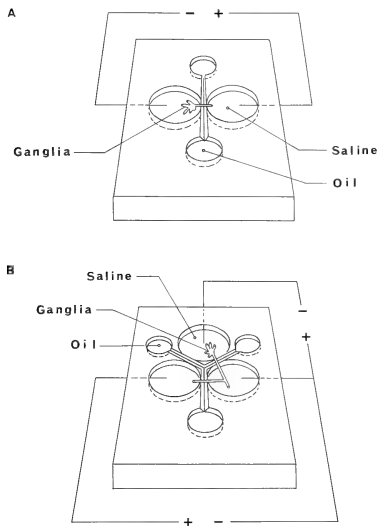 A
− +
Ganglia
Saline
Oil
B
Saline
Ganglia
Oil
−
+
+ −